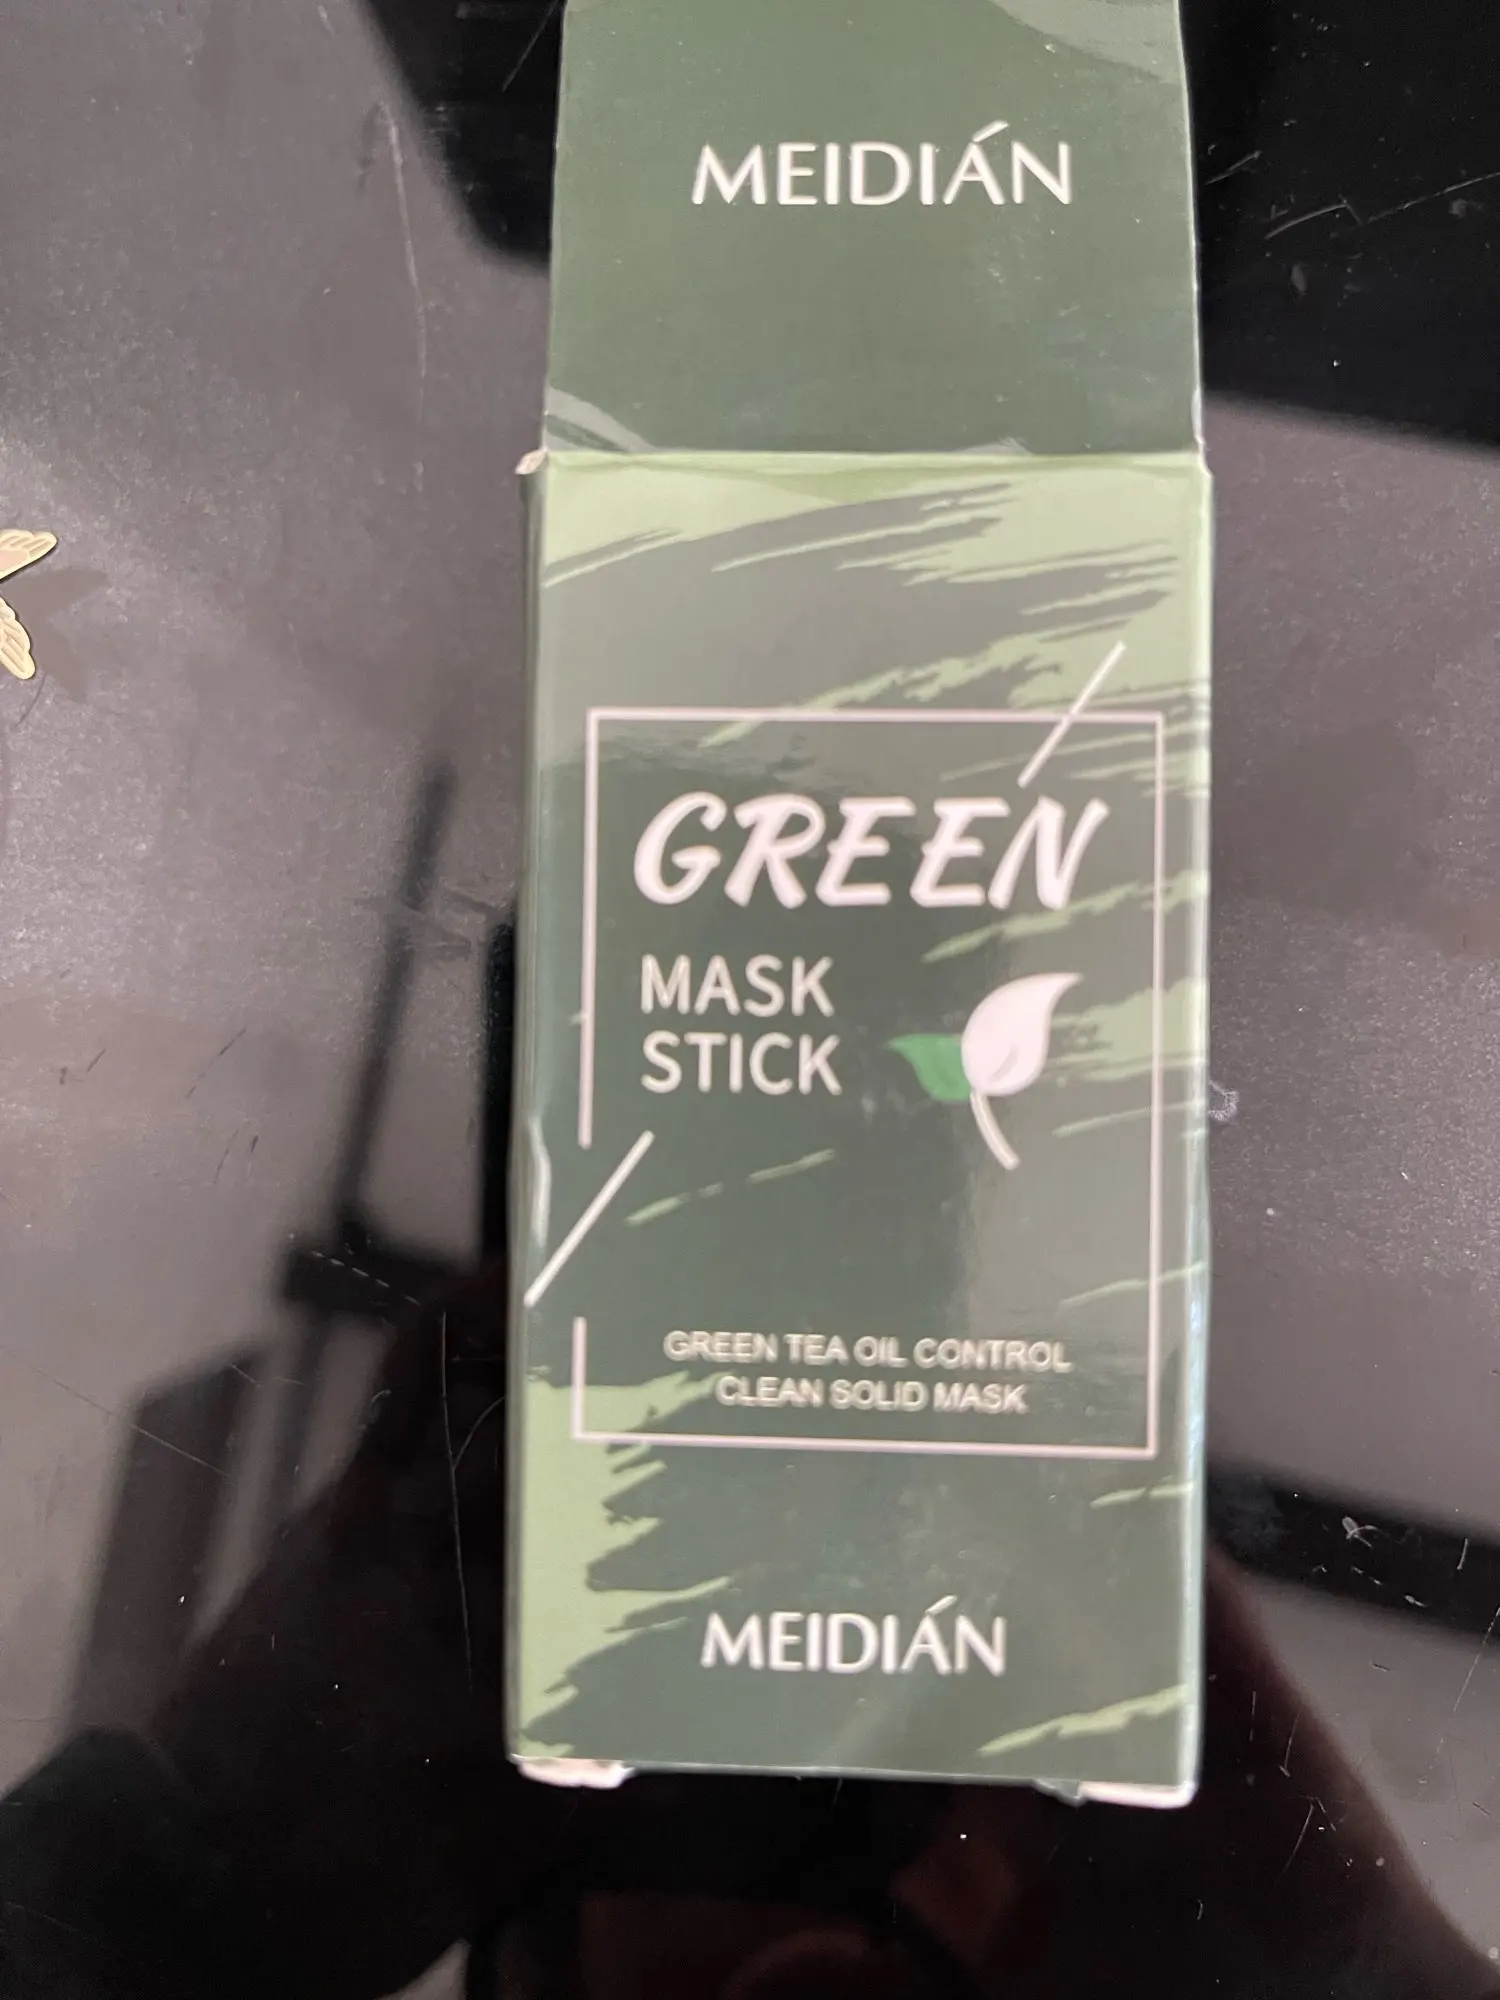 MEIDIÁN
GREEN
MASK
STICK
GREEN TEA OIL CONTROL
CLEAN SOLID MASK
MEIDIÁN